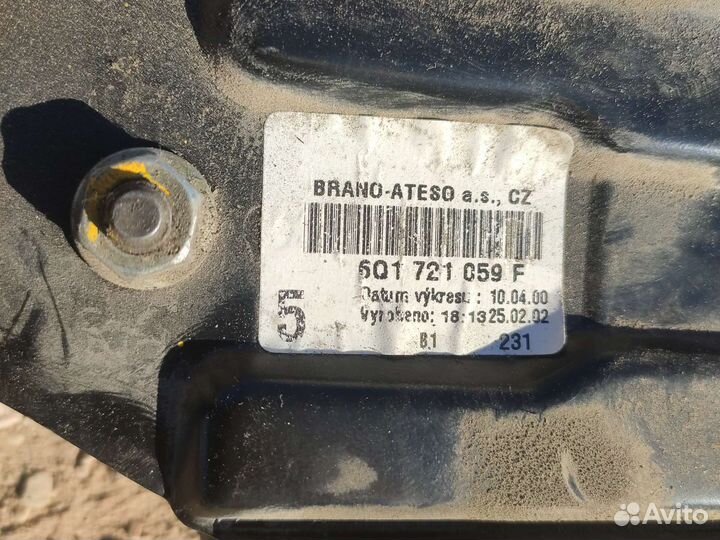 BRANO-ATESO a.s., CZ
6Q1 721 059 F
Datum výkresu : 10.04.00
Vyrobeno: 18:13 25.02.02
5
B1 231
Avito